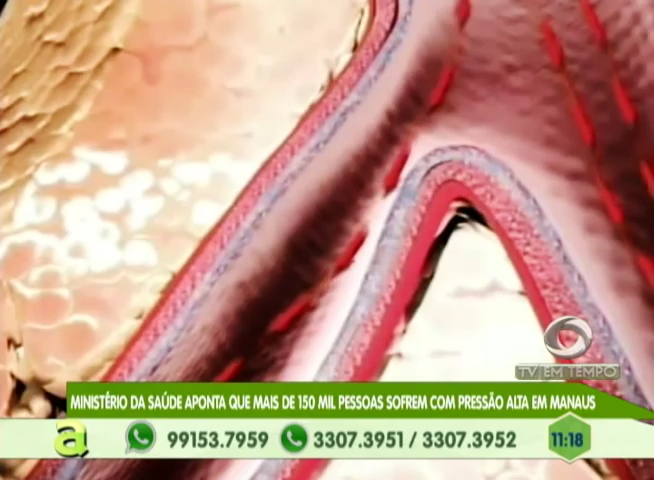 TV EM TEMPO
MINISTÉRIO DA SAÚDE APONTA QUE MAIS DE 150 MIL PESSOAS SOFREM COM PRESSÃO ALTA EM MANAUS
a 99153.7959 3307.3951 / 3307.3952 11:18